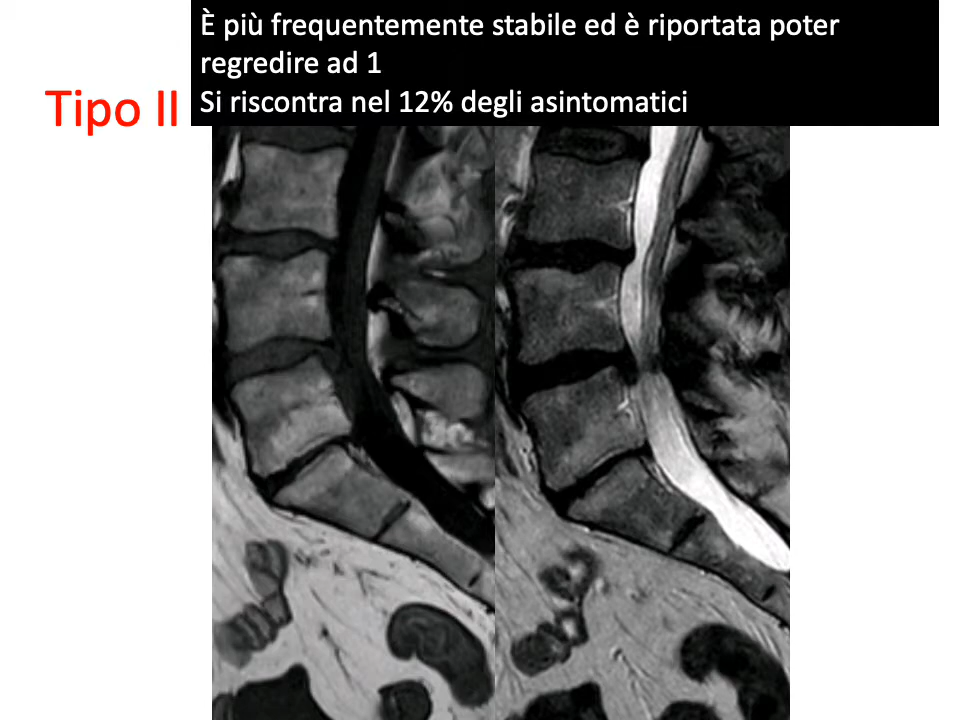 È più frequentemente stabile ed è riportata poter
regredire ad 1
Si riscontra nel 12% degli asintomatici
Tipo II